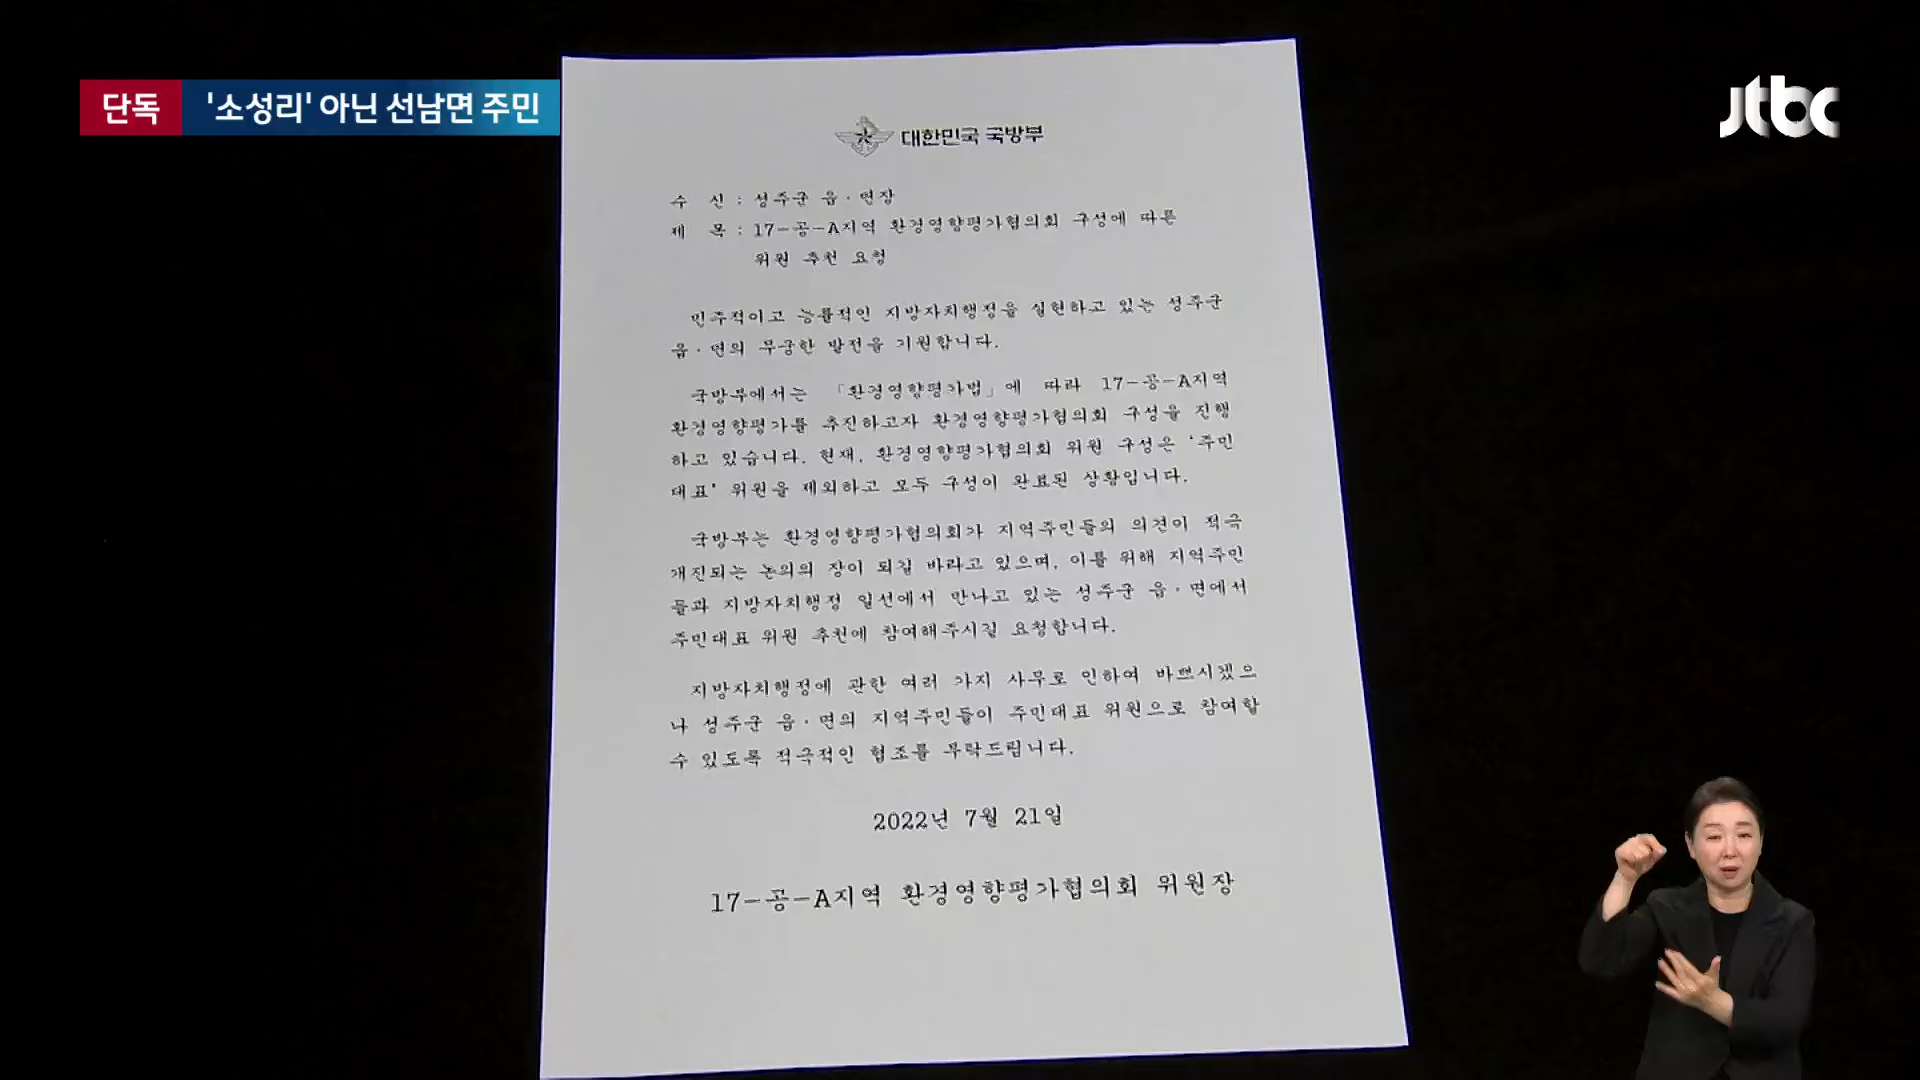 단독 '소성리' 아닌 선남면 주민
jtbc
대한민국 국방부
수 신 : 성주군 읍·면장
제 목 : 17-공-A지역 환경영향평가협의회 구성에 따른
위원 추천 요청
민주적이고 능률적인 지방자치행정을 실현하고 있는 성주군
읍·면의 무궁한 발전을 기원합니다.
국방부에서는 「환경영향평가법」에 따라 17-공-A지역
환경영향평가를 추진하고자 환경영향평가협의회 구성을 진행
하고 있습니다. 현재, 환경영향평가협의회 위원 구성은 '주민
대표' 위원을 제외하고 모두 구성이 완료된 상황입니다.
국방부는 환경영향평가협의회가 지역주민들의 의견이 적극
개진되는 논의의 장이 되길 바라고 있으며, 이를 위해 지역주민
들과 지방자치행정 일선에서 만나고 있는 성주군 읍·면에서
주민대표 위원 추천에 참여해주시길 요청합니다.
지방자치행정에 관한 여러 가지 사무로 인하여 바쁘시겠으
나 성주군 읍·면의 지역주민들이 주민대표 위원으로 참여할
수 있도록 적극적인 협조를 부탁드립니다.
2022년 7월 21일
17-공-A지역 환경영향평가협의회 위원장